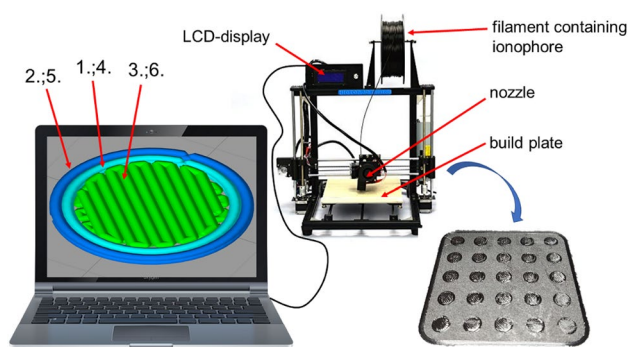 LCD-display
filament containing
ionophore
1.;4.
3.;6.
2.;5.
nozzle
build plate